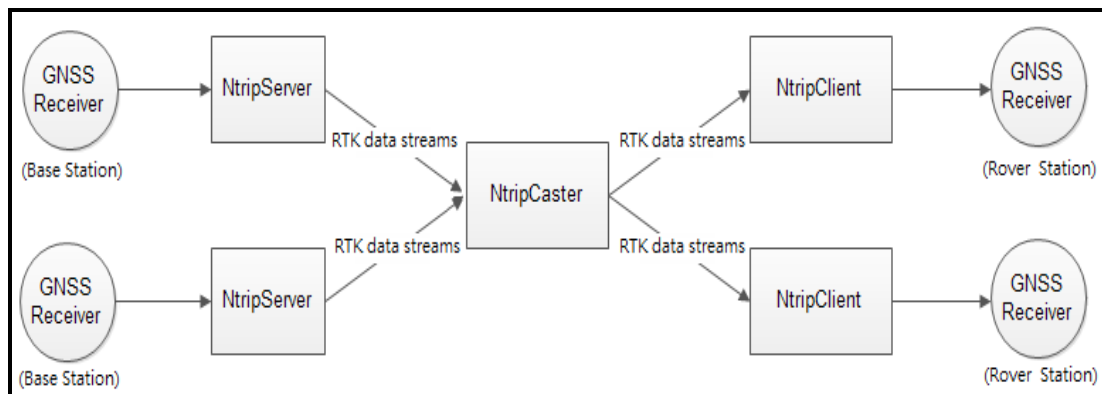 GNSS
Receiver
(Base Station)
NtripServer
RTK data streams
NtripCaster
RTK data streams
NtripClient
GNSS
Receiver
(Rover Station)
GNSS
Receiver
(Base Station)
NtripServer
RTK data streams
RTK data streams
NtripClient
GNSS
Receiver
(Rover Station)